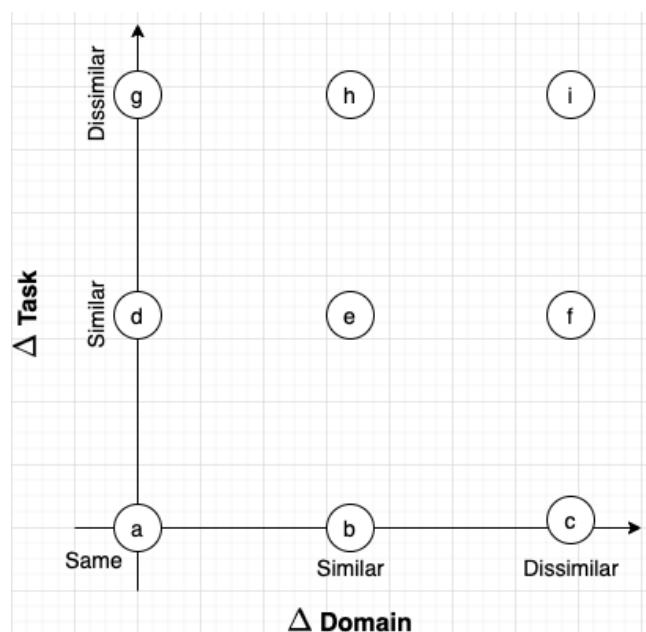 Dissimilar
g
h
i
Δ Task
Similar
d
e
f
a
b
c
Same
Similar
Dissimilar
Δ Domain